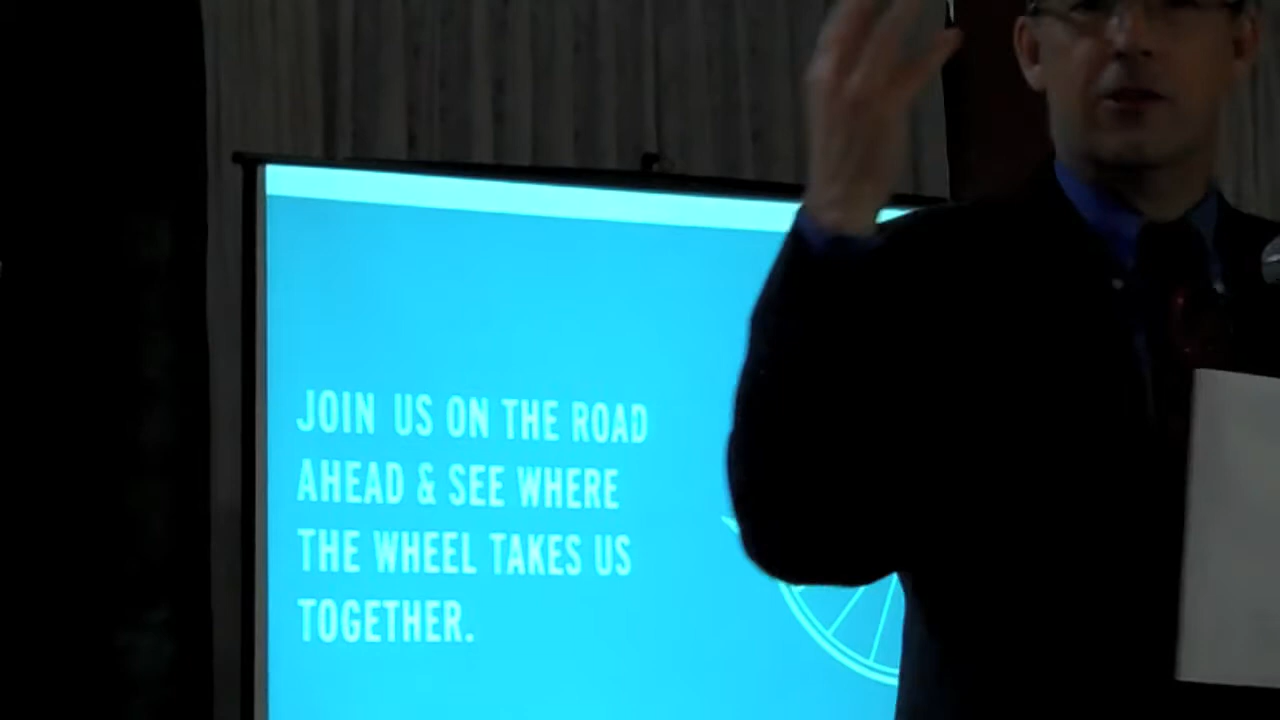 JOIN US ON THE ROAD
AHEAD & SEE WHERE
THE WHEEL TAKES US
TOGETHER.